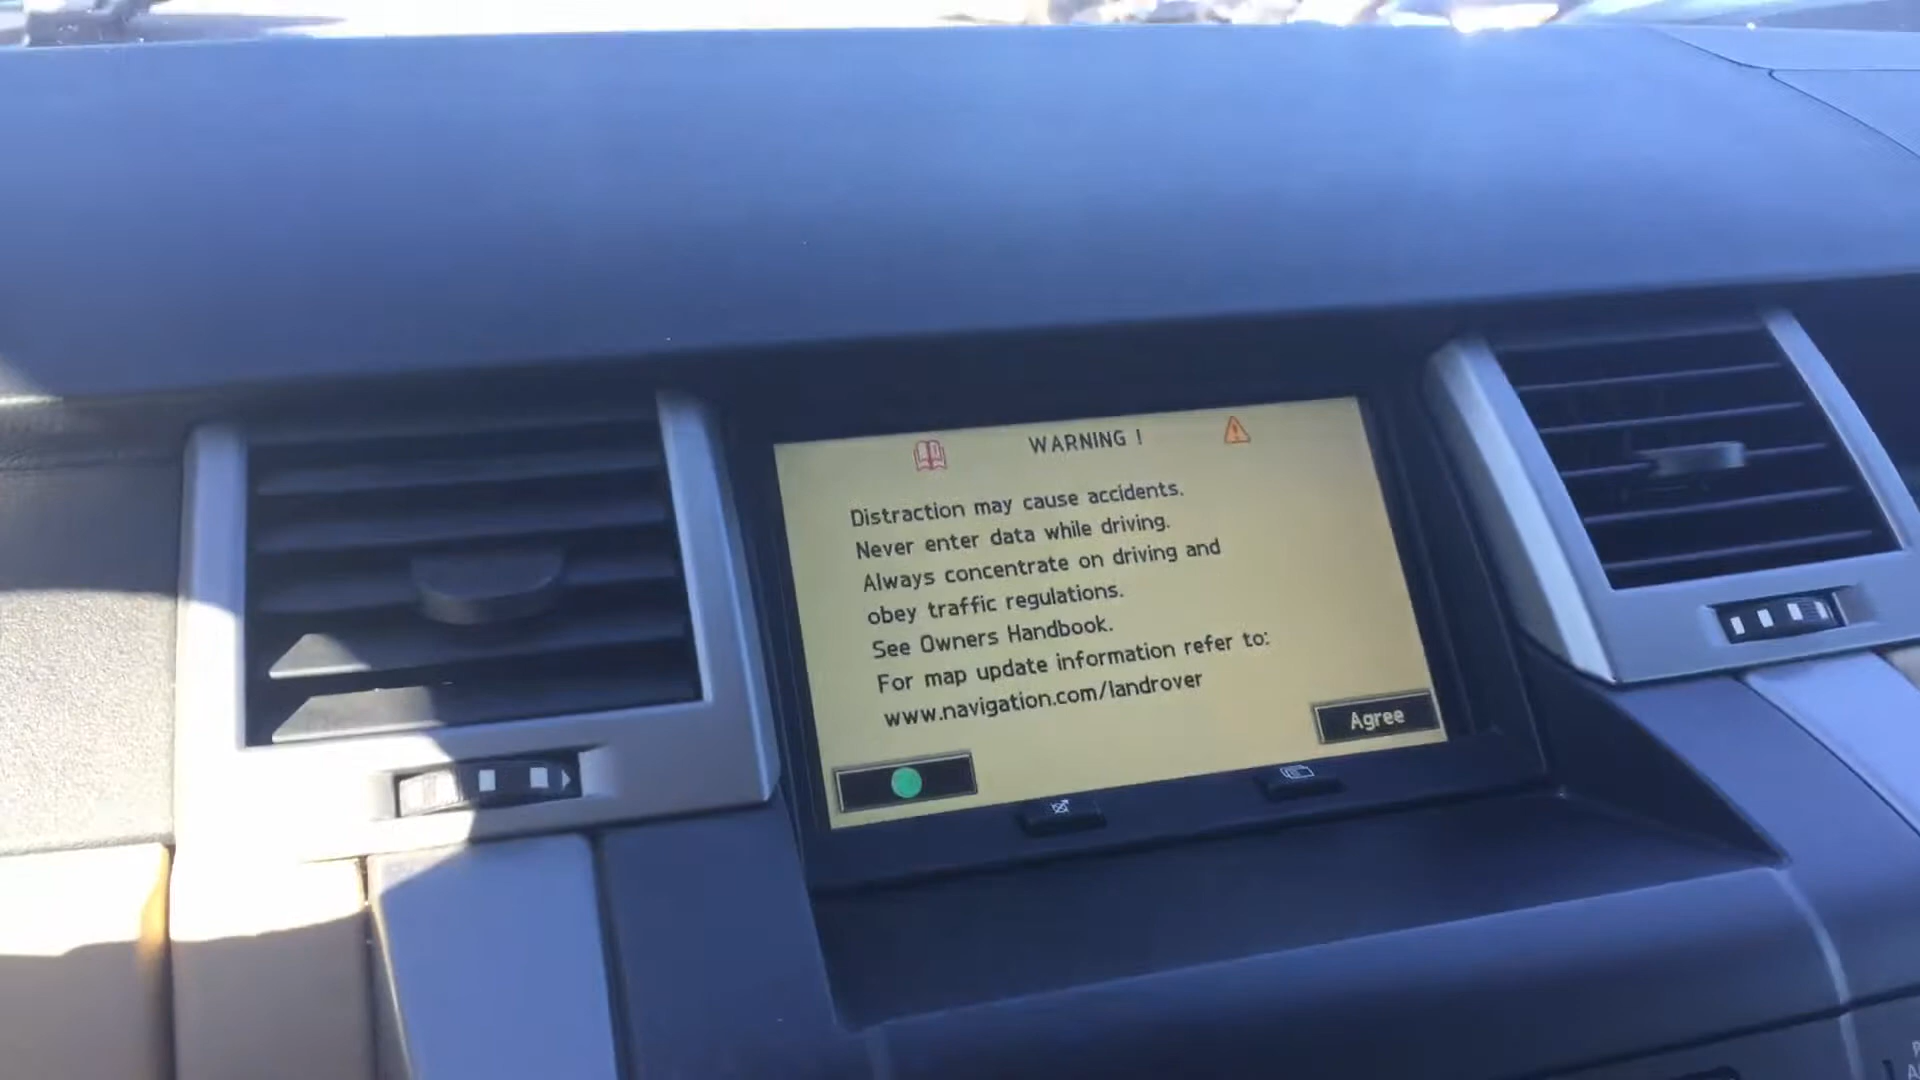 WARNING !
Distraction may cause accidents.
Never enter data while driving.
Always concentrate on driving and
obey traffic regulations.
See Owners Handbook.
For map update information refer to:
www.navigation.com/landrover
Agree